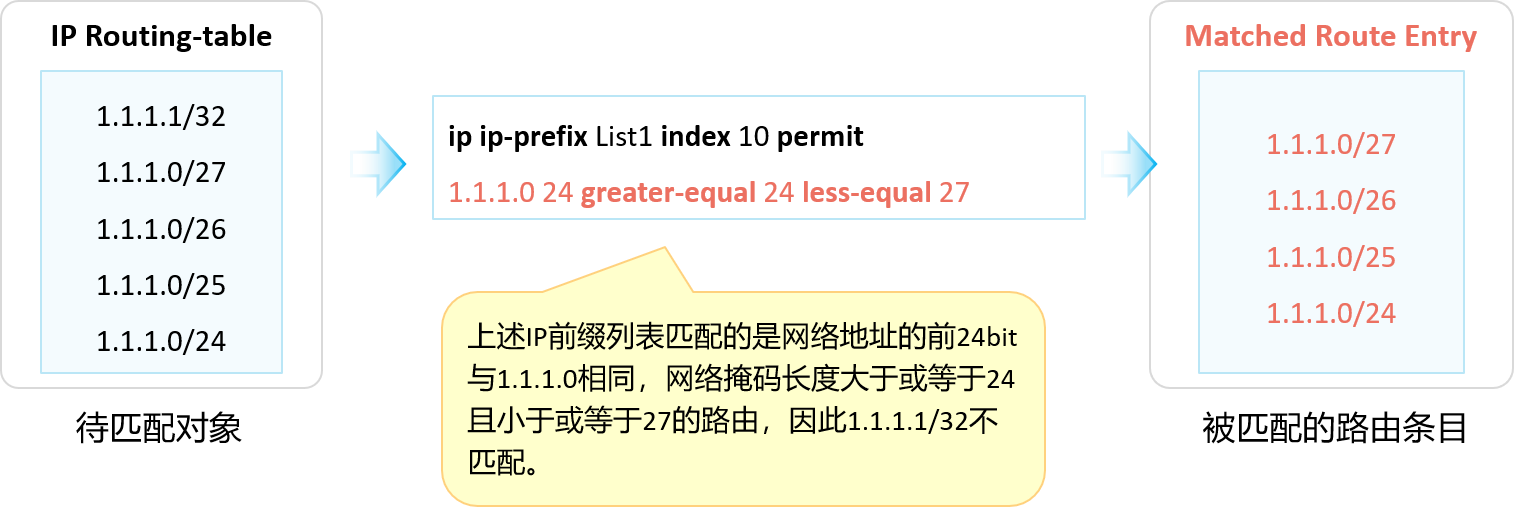 IP Routing-table
1.1.1.1/32
1.1.1.0/27
1.1.1.0/26
1.1.1.0/25
1.1.1.0/24
待匹配对象
ip ip-prefix List1 index 10 permit
1.1.1.0 24 greater-equal 24 less-equal 27
上述IP前缀列表匹配的是网络地址的前24bit
与1.1.1.0相同，网络掩码长度大于或等于24
且小于或等于27的路由，因此1.1.1.1/32不
匹配。
Matched Route Entry
1.1.1.0/27
1.1.1.0/26
1.1.1.0/25
1.1.1.0/24
被匹配的路由条目